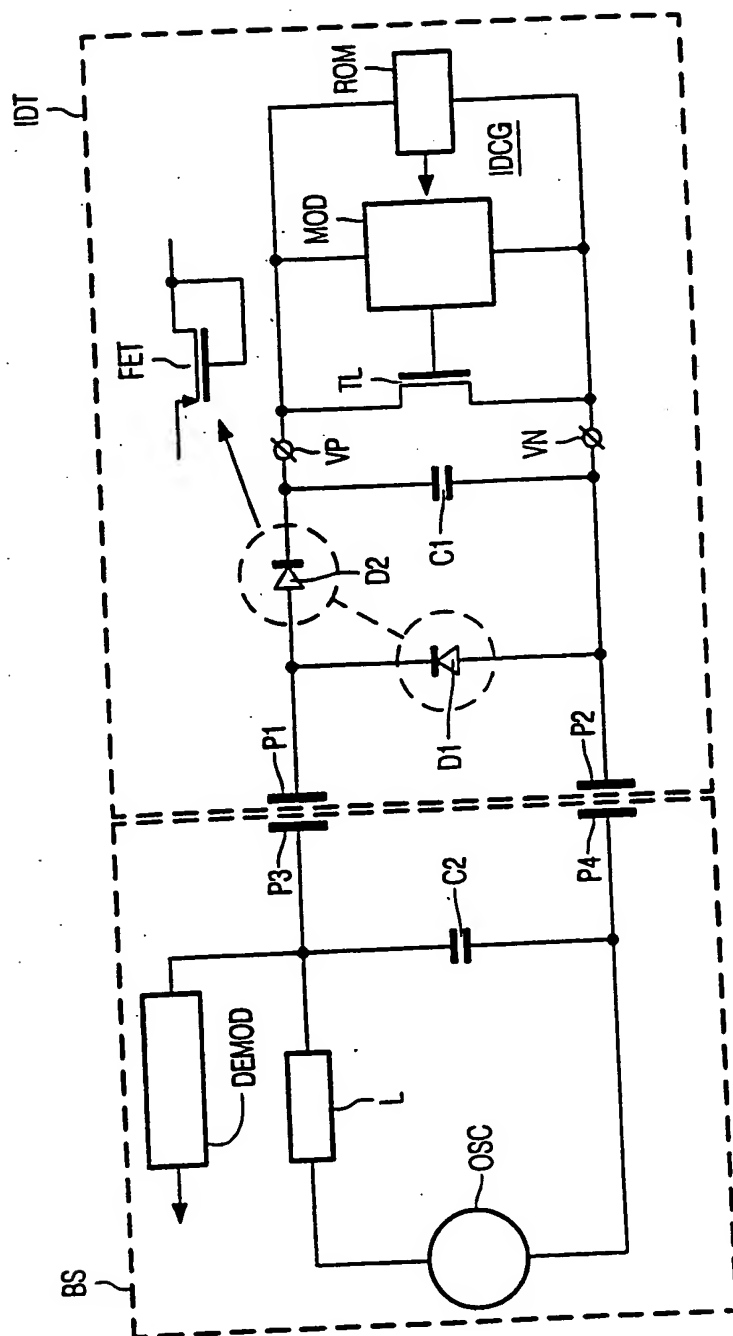 IDT
ROM
IDCG
MOD
FET
TL
VP
VN
C1
D2
D1
P1
P2
P3
P4
C2
DEMOD
L
OSC
BS